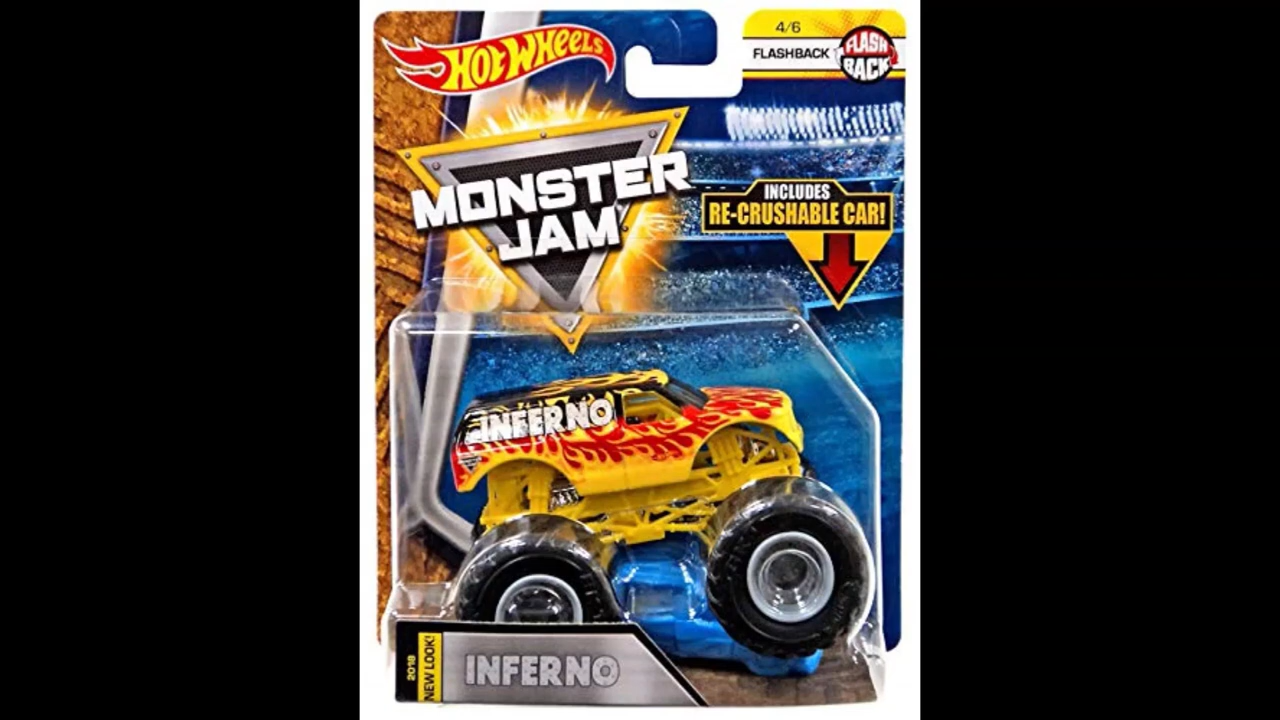 HOT WHEELS
4/6
FLASHBACK
FLASH
BACK
MONSTER
JAM
INCLUDES
RE-CRUSHABLE CAR!
INFERNO
2018
NEW LOOK!
INFERNO